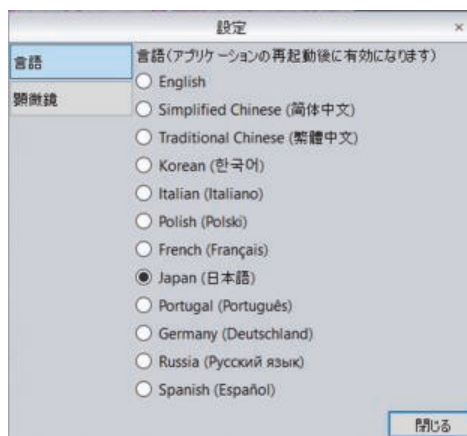 設定
×
言語
顕微鏡
言語(アプリケーションの再起動後に有効になります)
English
Simplified Chinese (简体中文)
Traditional Chinese (繁體中文)
Korean (한국어)
Italian (Italiano)
Polish (Polski)
French (Français)
Japan (日本語)
Portugal (Português)
Germany (Deutschland)
Russia (Русский язык)
Spanish (Español)
閉じる